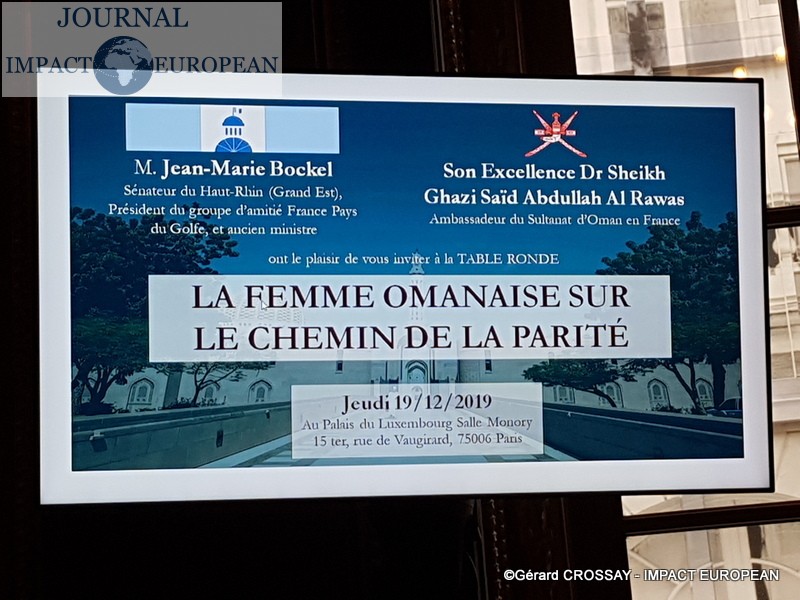 JOURNAL
IMPACT EUROPEAN
M. Jean-Marie Bockel
Sénateur du Haut-Rhin (Grand Est),
Président du groupe d'amitié France Pays
du Golfe, et ancien ministre
Son Excellence Dr Sheikh
Ghazi Saïd Abdullah Al Rawas
Ambassadeur du Sultanat d'Oman en France
ont le plaisir de vous inviter à la TABLE RONDE
LA FEMME OMANAISE SUR
LE CHEMIN DE LA PARITÉ
Jeudi 19/12/2019
Au Palais du Luxembourg Salle Monory
15 ter, rue de Vaugirard, 75006 Paris
©Gérard CROSSAY - IMPACT EUROPEAN